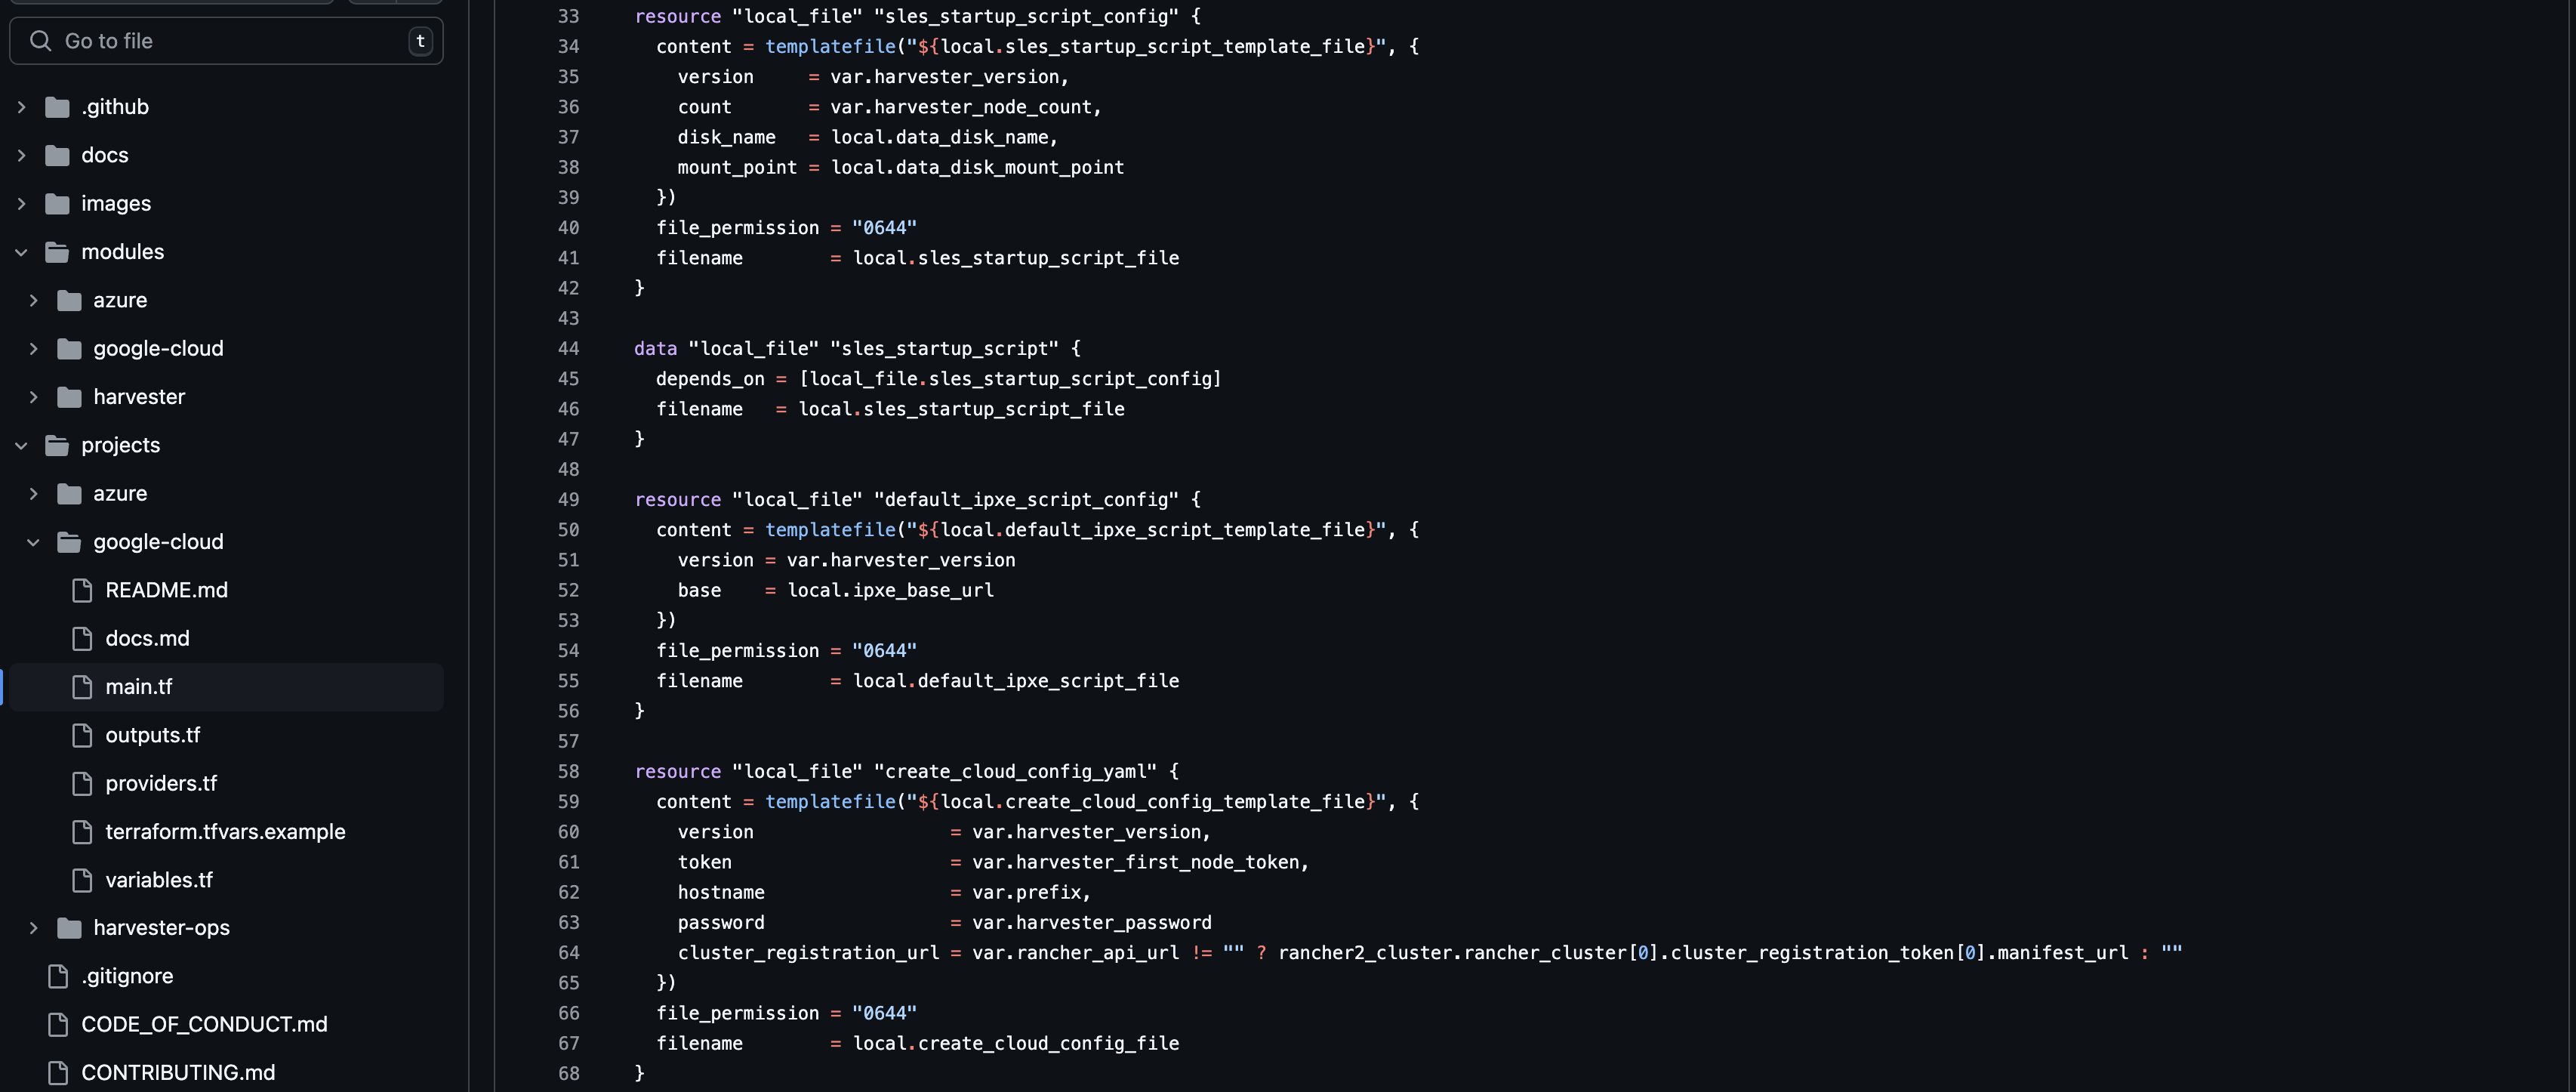 Go to file
t
.github
docs
images
modules
azure
google-cloud
harvester
projects
azure
google-cloud
README.md
docs.md
main.tf
outputs.tf
providers.tf
terraform.tfvars.example
variables.tf
harvester-ops
.gitignore
CODE_OF_CONDUCT.md
CONTRIBUTING.md
33 resource "local_file" "sles_startup_script_config" {
34   content = templatefile("${local.sles_startup_script_template_file}", {
35     version     = var.harvester_version,
36     count       = var.harvester_node_count,
37     disk_name   = local.data_disk_name,
38     mount_point = local.data_disk_mount_point
39   })
40   file_permission = "0644"
41   filename        = local.sles_startup_script_file
42 }
43
44 data "local_file" "sles_startup_script" {
45   depends_on = [local_file.sles_startup_script_config]
46   filename   = local.sles_startup_script_file
47 }
48
49 resource "local_file" "default_ipxe_script_config" {
50   content = templatefile("${local.default_ipxe_script_template_file}", {
51     version = var.harvester_version
52     base    = local.ipxe_base_url
53   })
54   file_permission = "0644"
55   filename        = local.default_ipxe_script_file
56 }
57
58 resource "local_file" "create_cloud_config_yaml" {
59   content = templatefile("${local.create_cloud_config_template_file}", {
60     version                  = var.harvester_version,
61     token                    = var.harvester_first_node_token,
62     hostname                 = var.prefix,
63     password                 = var.harvester_password
64     cluster_registration_url = var.rancher_api_url != "" ? rancher2_cluster.rancher_cluster[0].cluster_registration_token[0].manifest_url : ""
65   })
66   file_permission = "0644"
67   filename        = local.create_cloud_config_file
68 }